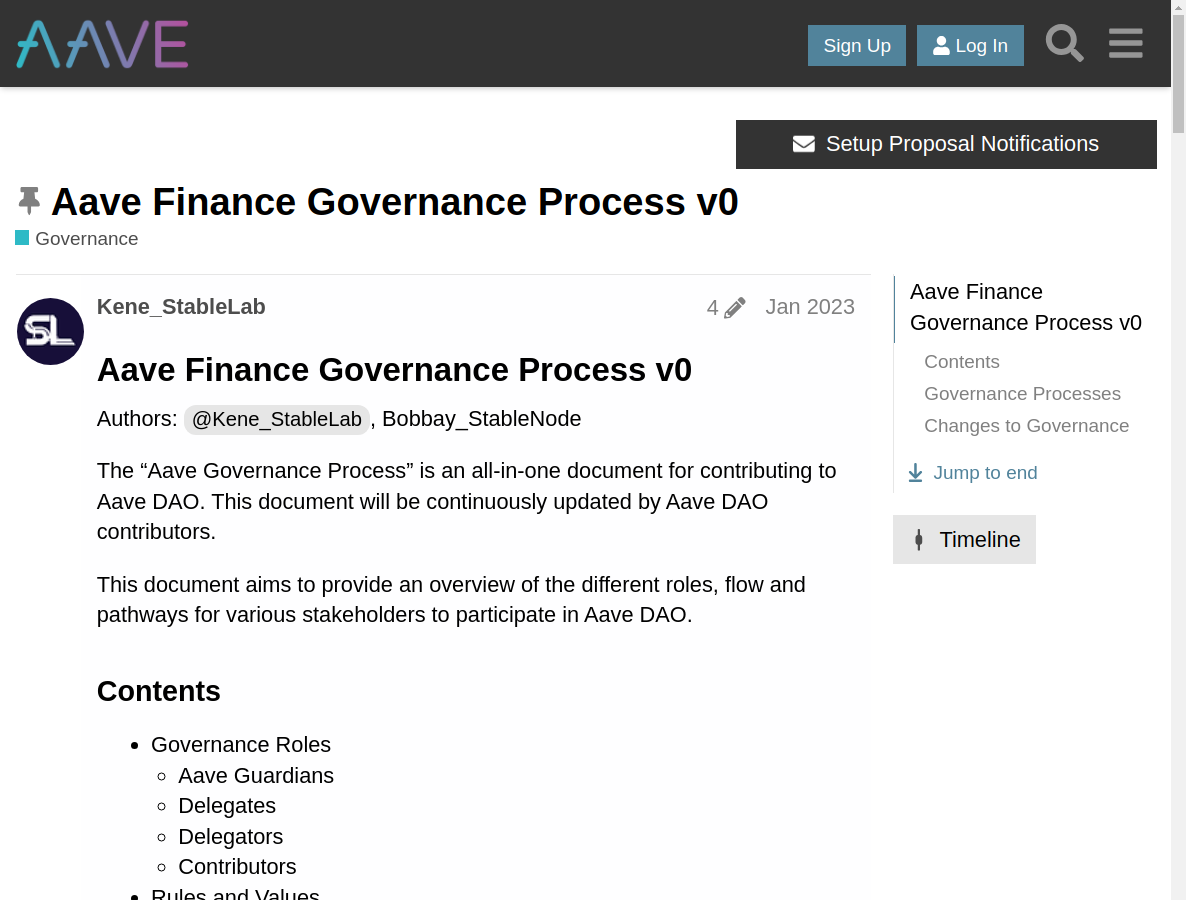 AAVE
Sign Up
Log In
Setup Proposal Notifications
Aave Finance Governance Process v0
Governance
SL
Kene_StableLab
4
Jan 2023
Aave Finance Governance Process v0
Authors: @Kene_StableLab, Bobbay_StableNode
The “Aave Governance Process” is an all-in-one document for contributing to
Aave DAO. This document will be continuously updated by Aave DAO
contributors.
This document aims to provide an overview of the different roles, flow and
pathways for various stakeholders to participate in Aave DAO.
Contents
Governance Roles
Aave Guardians
Delegates
Delegators
Contributors
Rules and Values
Aave Finance
Governance Process v0
Contents
Governance Processes
Changes to Governance
Jump to end
Timeline